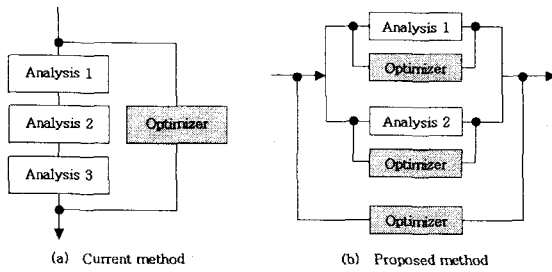 Analysis 1
Analysis 2
Analysis 3
Optimizer
(a) Current method
Analysis 1
Optimizer
Analysis 2
Optimizer
Optimizer
(b) Proposed method